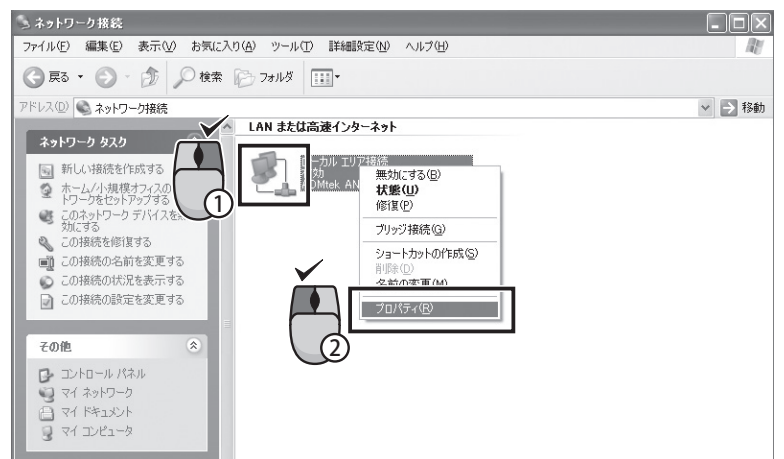 ネットワーク接続
ファイル(F) 編集(E) 表示(V) お気に入り(A) ツール(T) 詳細設定(N) ヘルプ(H)
戻る 検索 フォルダ
アドレス(D) ネットワーク接続 移動
ネットワーク タスク
新しい接続を作成する
ホーム/小規模オフィスの
トワークをセットアップする
このネットワーク デバイスを
効にする
この接続を修復する
この接続の名前を変更する
この接続の状況を表示する
この接続の設定を変更する
その他
コントロール パネル
マイ ネットワーク
マイ ドキュメント
マイ コンピュータ
LAN または高速インターネット
ーカル エリア接続
効
DMtek AN
無効にする(B)
状態(U)
修復(P)
ブリッジ接続(G)
ショートカットの作成(S)
削除(D)
名前の変更(M)
プロパティ(R)
1
2